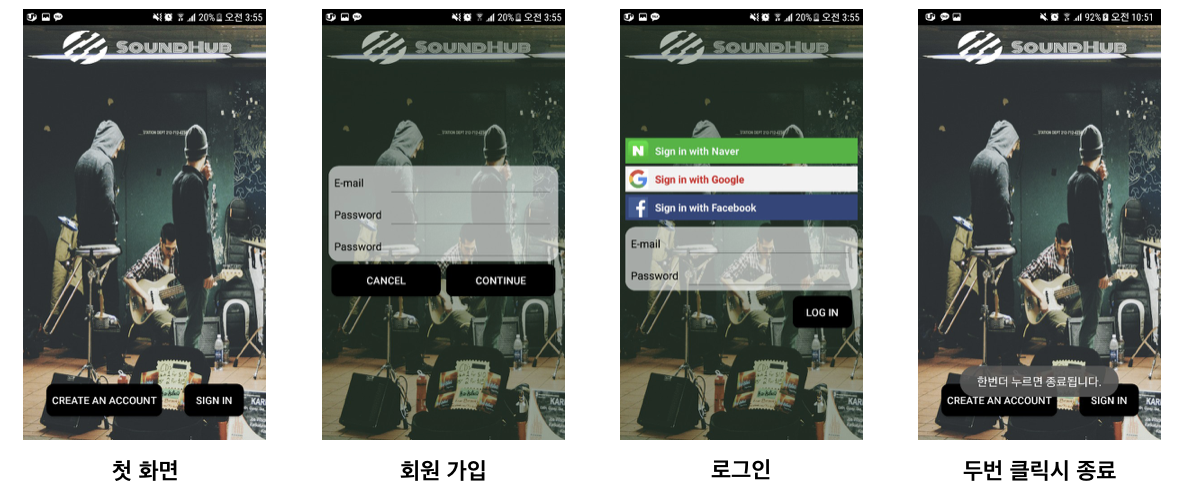 20% 오전 3:55
SOUNDHUB
CREATE AN ACCOUNT
SIGN IN
첫 화면
20% 오전 3:55
SOUNDHUB
E-mail
Password
Password
CANCEL
CONTINUE
회원 가입
20% 오전 3:55
SOUNDHUB
N
Sign in with Naver
G
Sign in with Google
f
Sign in with Facebook
E-mail
Password
LOG IN
로그인
92% 오전 10:51
SOUNDHUB
한번더 누르면 종료됩니다.
CREATE AN ACCOUNT
SIGN IN
두번 클릭시 종료